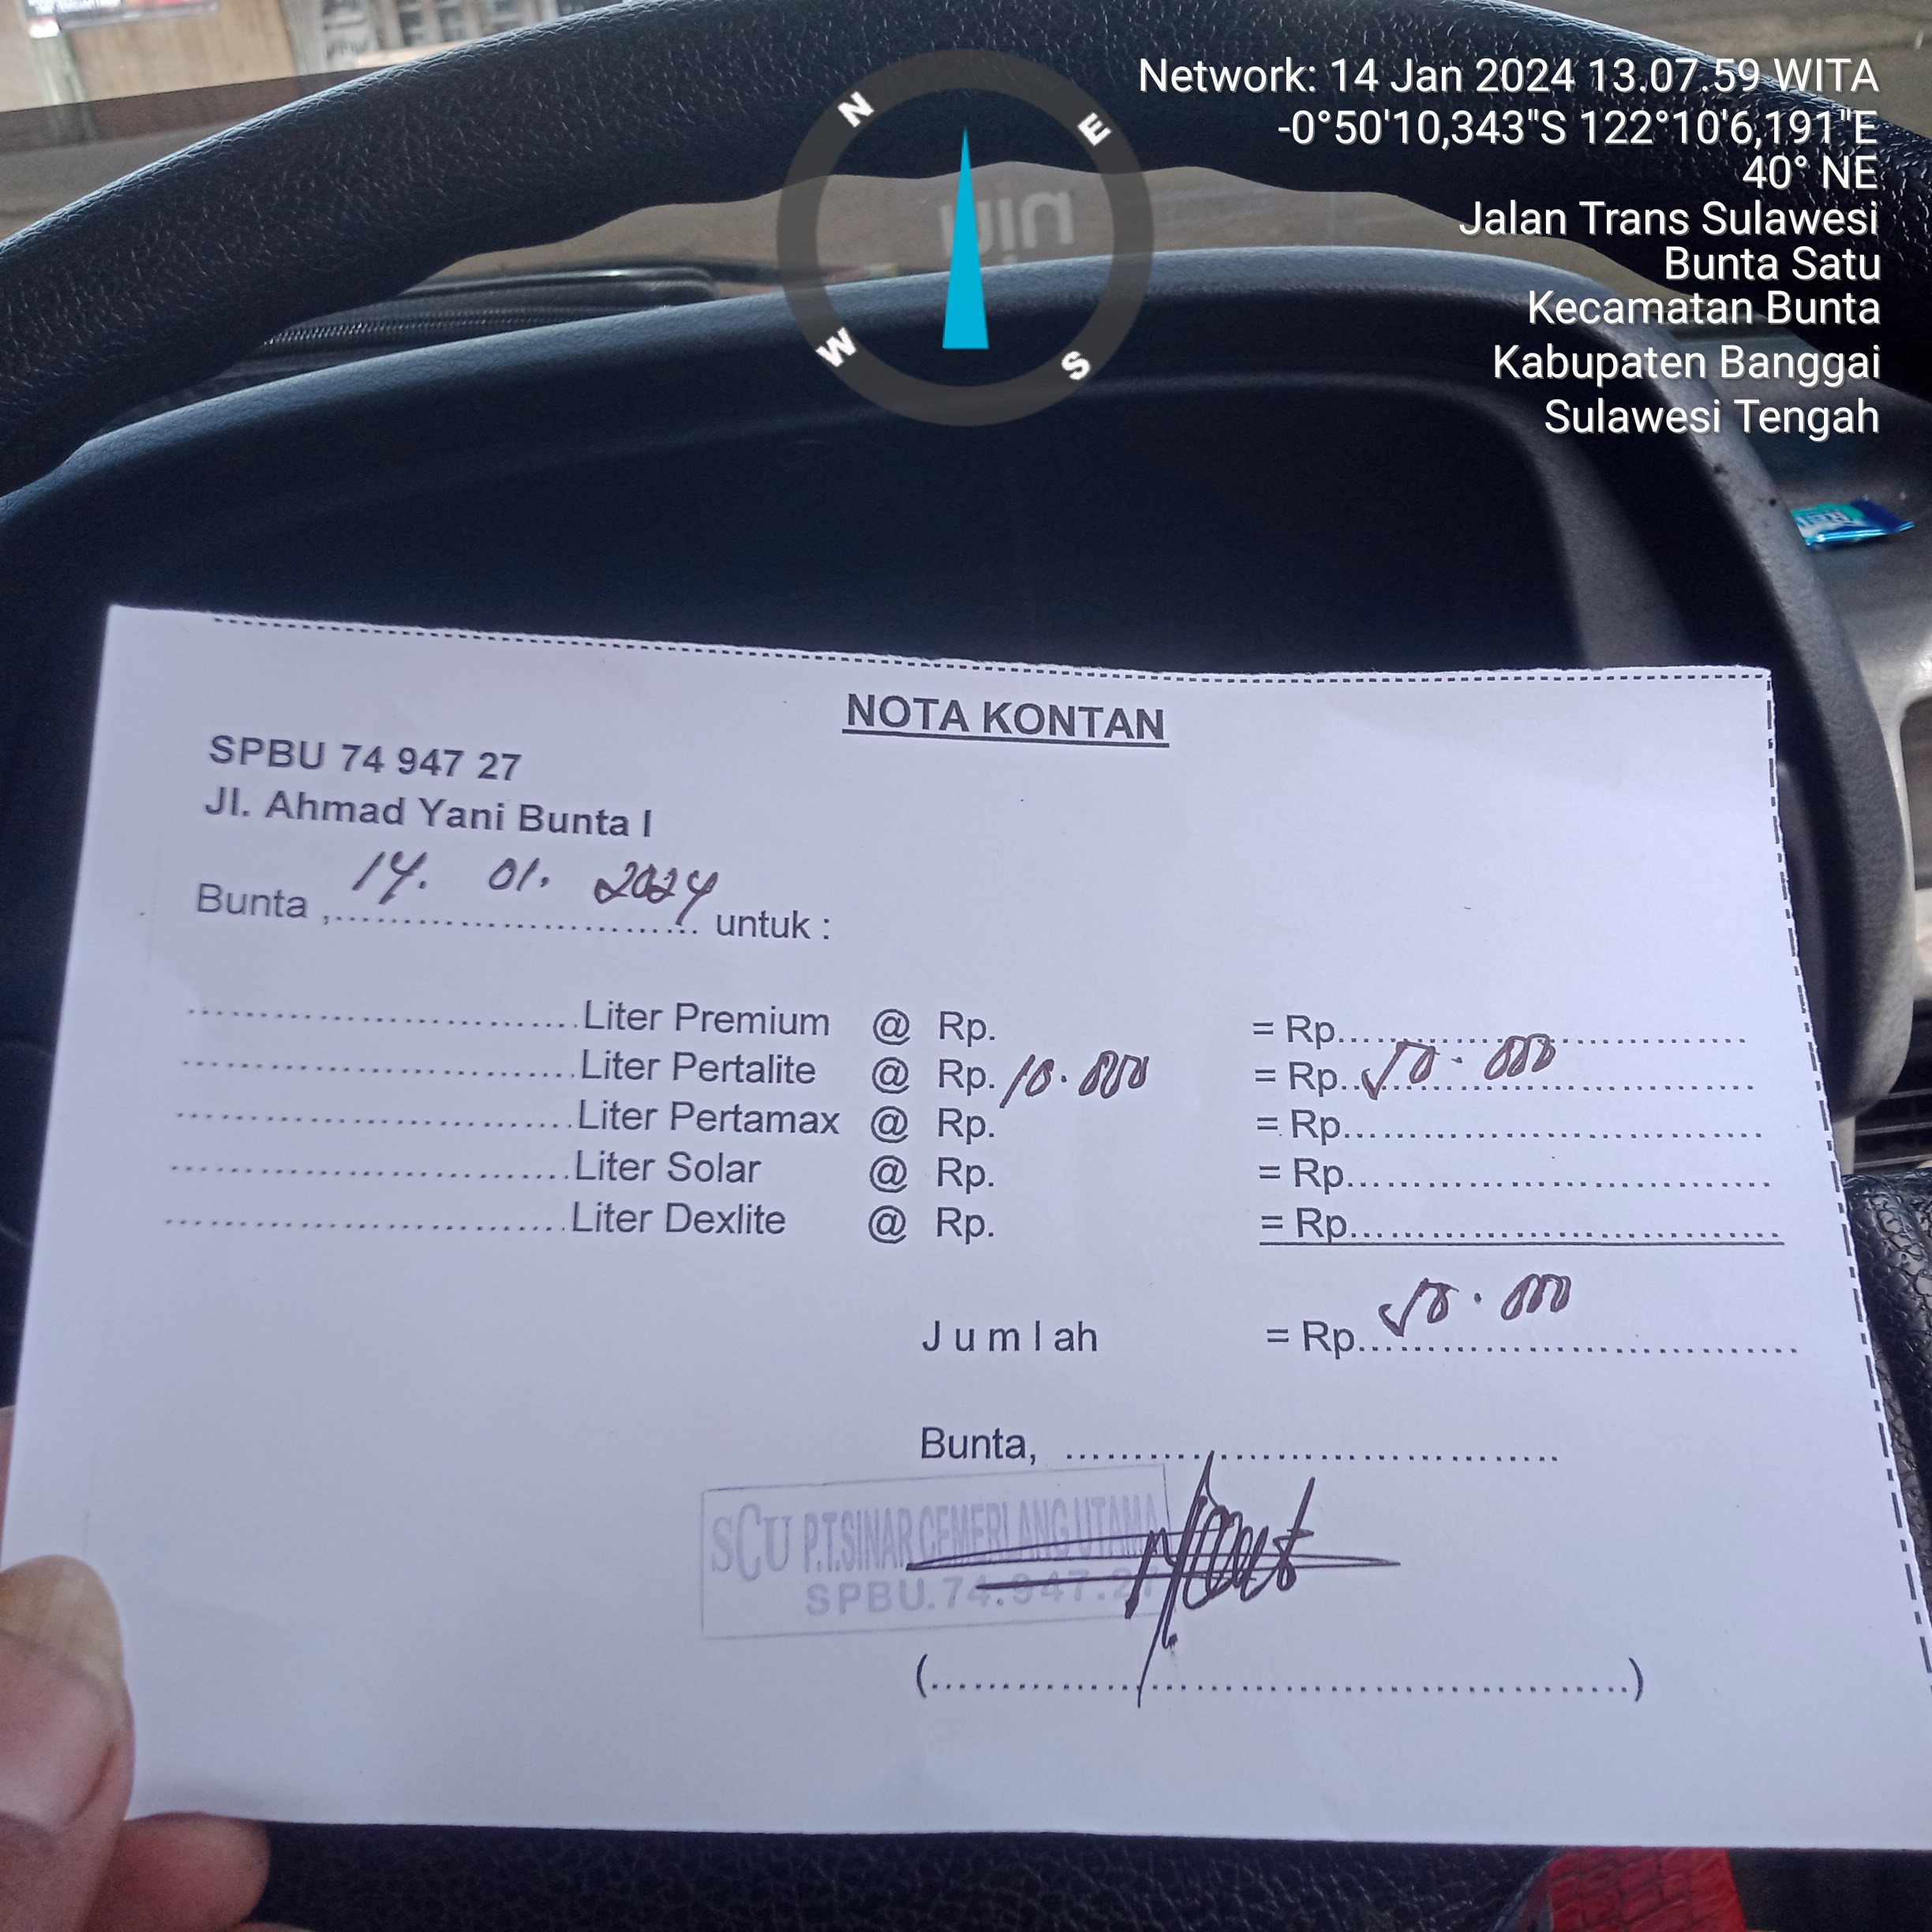 Network: 14 Jan 2024 13.07.59 WITA
-0°50'10,343"S 122°10'6,191"E
40° NE
Jalan Trans Sulawesi
Bunta Satu
Kecamatan Bunta
Kabupaten Banggai
Sulawesi Tengah
N
E
W
S
NOTA KONTAN
SPBU 74 947 27
Jl. Ahmad Yani Bunta I
Bunta , 14. 01. 2024 untuk :
Liter Premium @ Rp. = Rp.
Liter Pertalite @ Rp. 10.000 = Rp. 50.000
Liter Pertamax @ Rp. = Rp.
Liter Solar @ Rp. = Rp.
Liter Dexlite @ Rp. = Rp.
Jumlah = Rp. 50.000
Bunta,
SCU P.T.SINAR CEMERLANG UTAMA
SPBU.74.947.27
(..........)